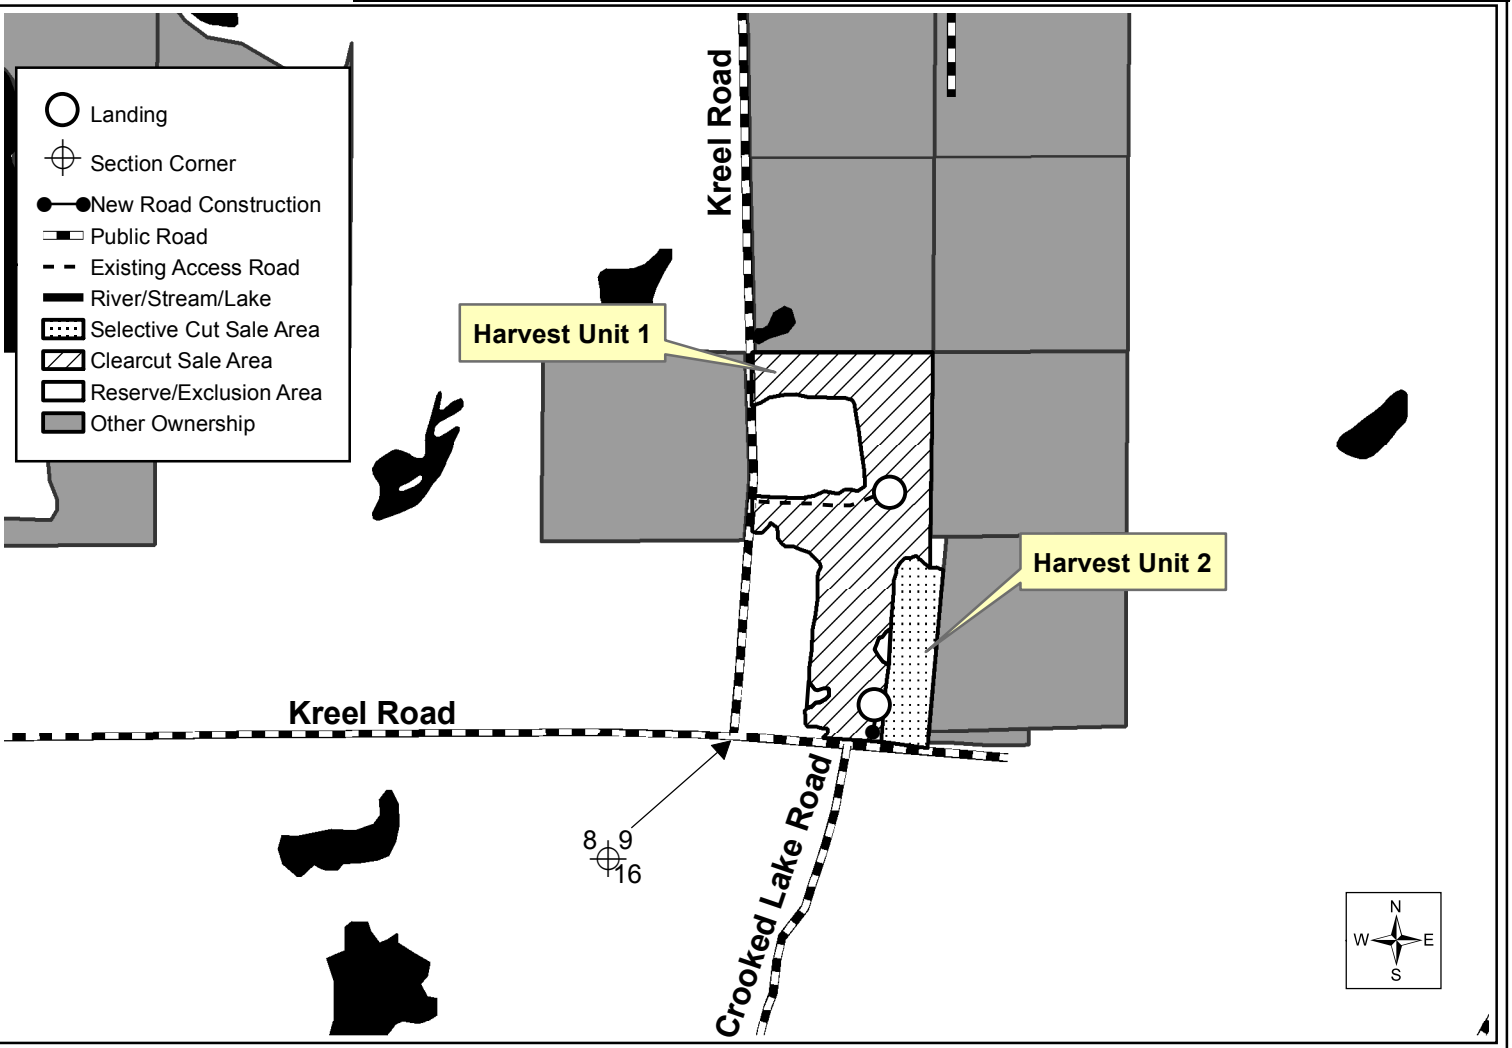 Landing
Section Corner
New Road Construction
Public Road
Existing Access Road
River/Stream/Lake
Selective Cut Sale Area
Clearcut Sale Area
Reserve/Exclusion Area
Other Ownership
Kreel Road
Harvest Unit 1
Harvest Unit 2
Kreel Road
Crooked Lake Road
8 9
16
N
W E
S